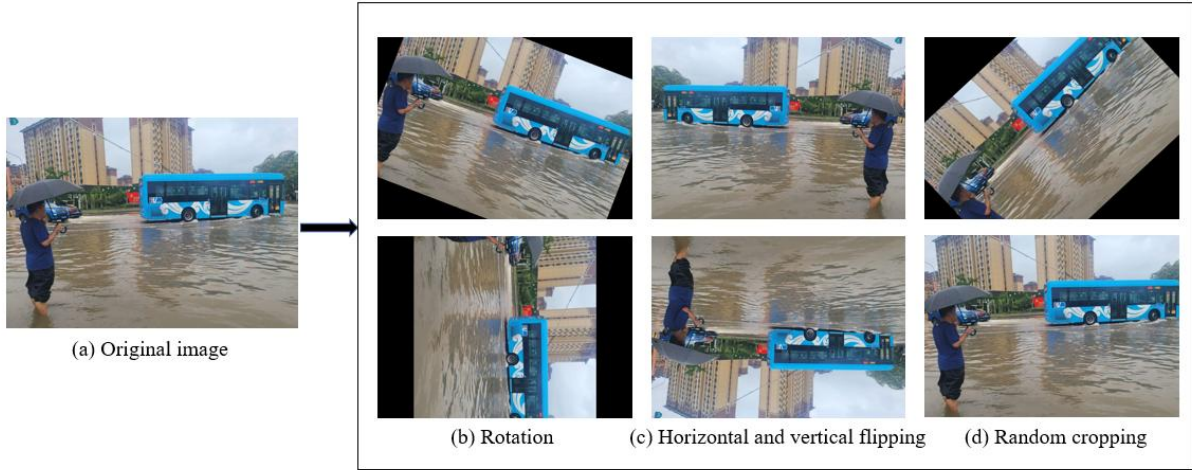 (a) Original image
(b) Rotation
(c) Horizontal and vertical flipping
(d) Random cropping